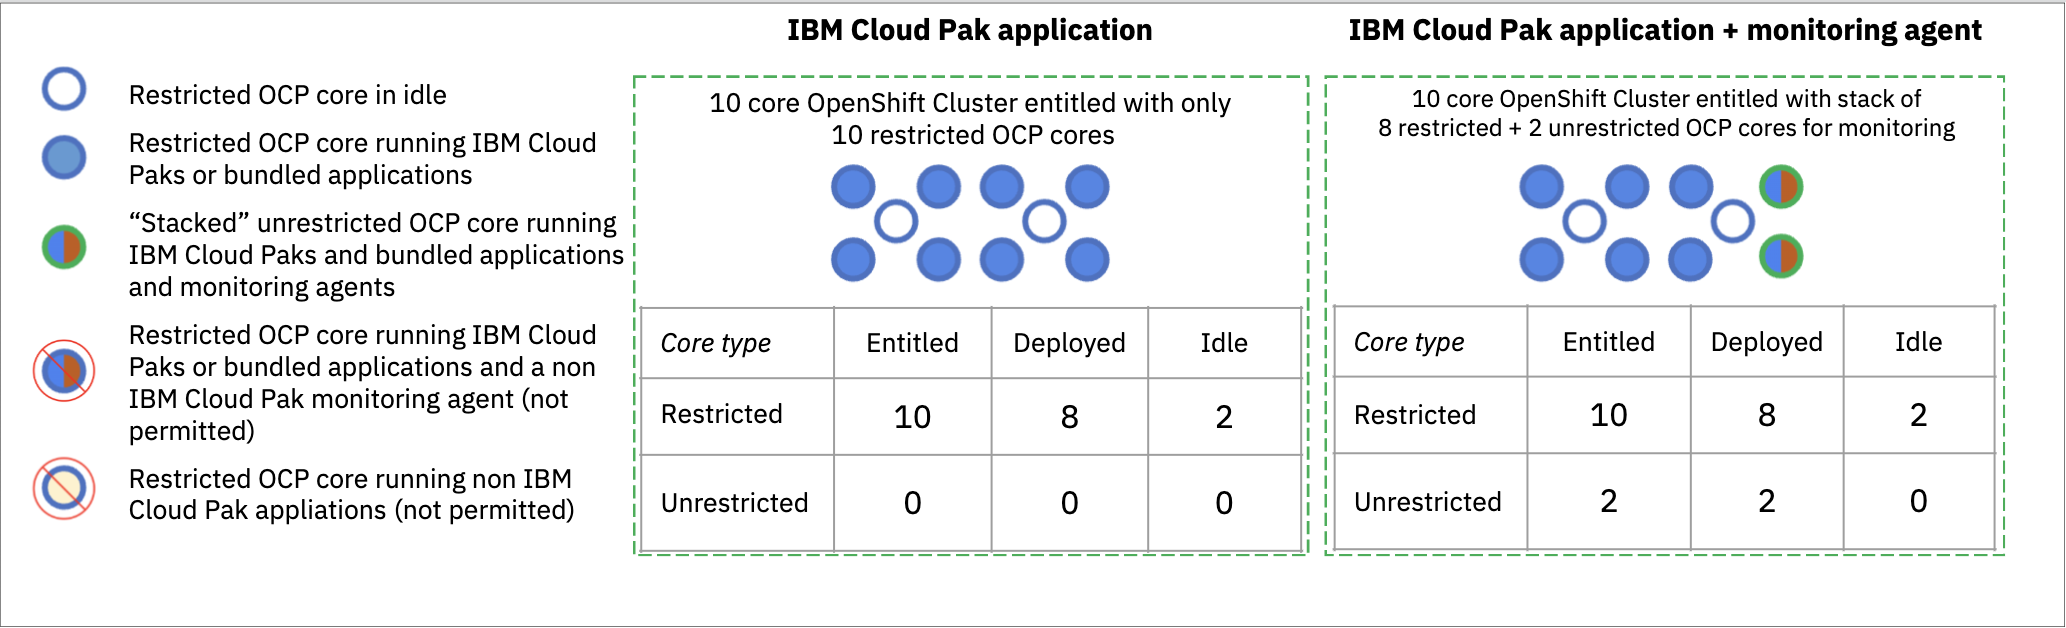 IBM Cloud Pak application
IBM Cloud Pak application + monitoring agent
Restricted OCP core in idle
Restricted OCP core running IBM Cloud
Paks or bundled applications
“Stacked” unrestricted OCP core running
IBM Cloud Paks and bundled applications
and monitoring agents
Restricted OCP core running IBM Cloud
Paks or bundled applications and a non
IBM Cloud Pak monitoring agent (not
permitted)
Restricted OCP core running non IBM
Cloud Pak appliations (not permitted)
10 core OpenShift Cluster entitled with only
10 restricted OCP cores
Core type Entitled Deployed Idle
Restricted 10 8 2
Unrestricted 0 0 0
10 core OpenShift Cluster entitled with stack of
8 restricted + 2 unrestricted OCP cores for monitoring
Core type Entitled Deployed Idle
Restricted 10 8 2
Unrestricted 2 2 0